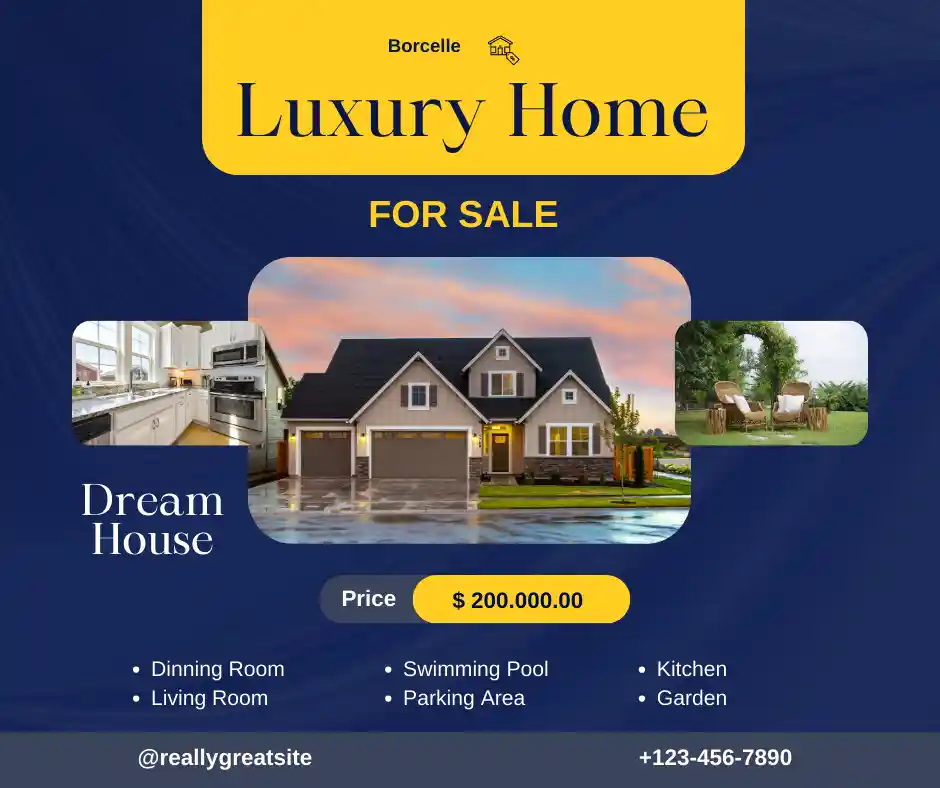 Borcelle
Luxury Home
FOR SALE
Dream
House
Price $ 200.000.00
Dinning Room
Living Room
Swimming Pool
Parking Area
Kitchen
Garden
@reallygreatsite
+123-456-7890